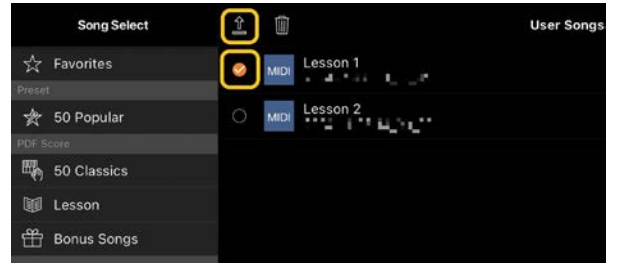 Song Select
User Songs
Favorites
MIDI
Lesson 1
Preset
50 Popular
MIDI
Lesson 2
PDF Score
50 Classics
Lesson
Bonus Songs